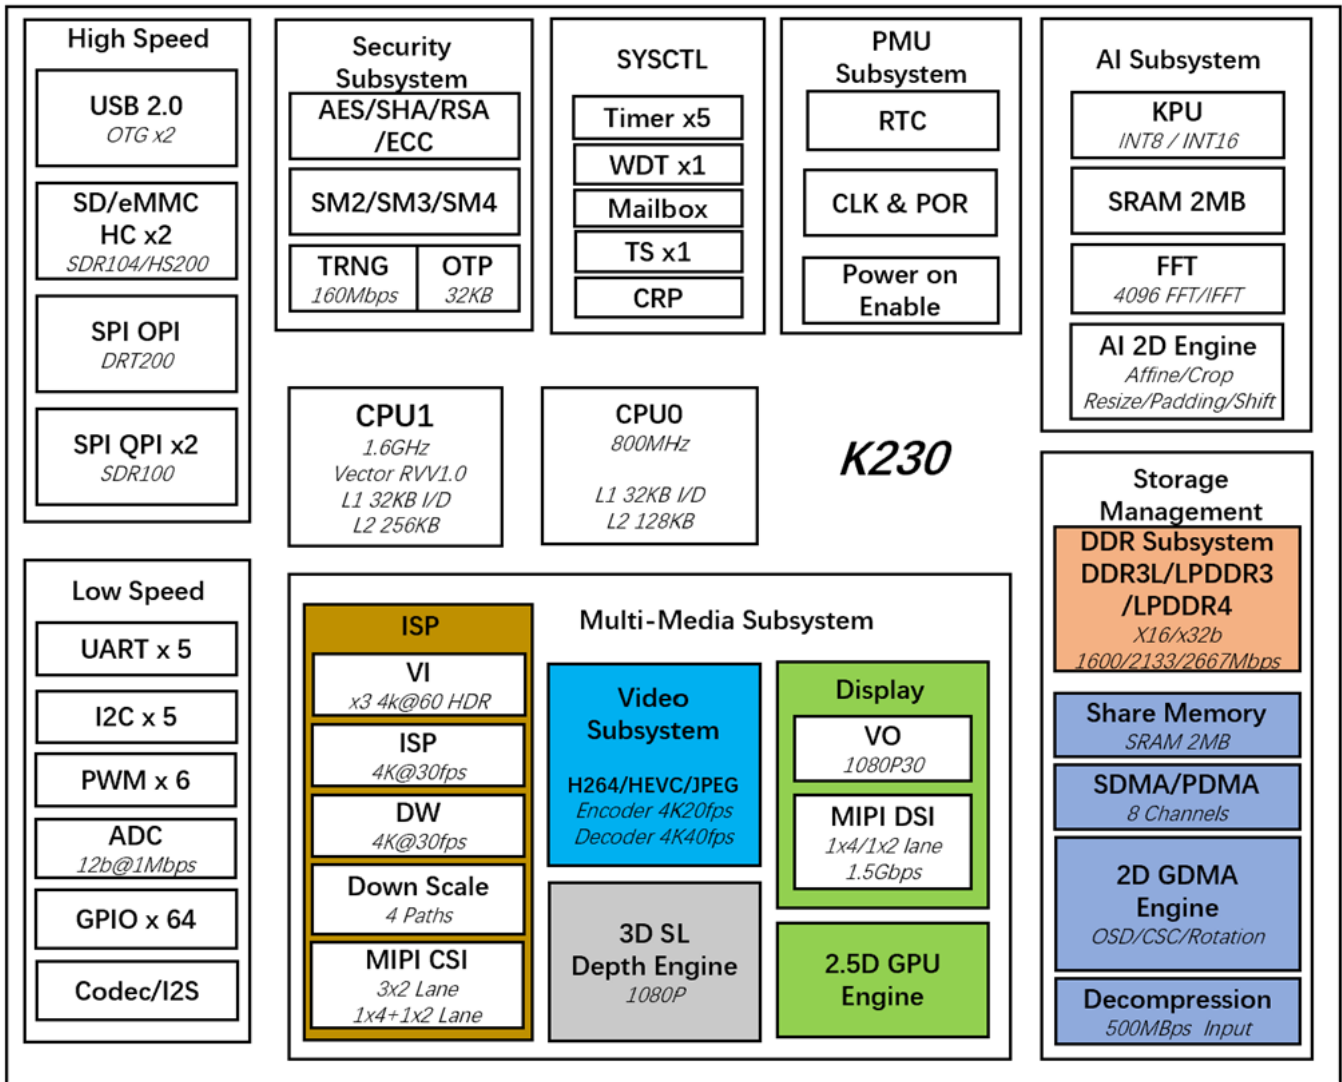 High Speed
USB 2.0
OTG x2
SD/eMMC
HC x2
SDR104/HS200
SPI OPI
DRT200
SPI QPI x2
SDR100
Low Speed
UART x 5
I2C x 5
PWM x 6
ADC
12b@1Mbps
GPIO x 64
Codec/I2S
Security
Subsystem
AES/SHA/RSA
/ECC
SM2/SM3/SM4
TRNG
160Mbps
OTP
32KB
SYSCTL
Timer x5
WDT x1
Mailbox
TS x1
CRP
PMU
Subsystem
RTC
CLK & POR
Power on
Enable
AI Subsystem
KPU
INT8 / INT16
SRAM 2MB
FFT
4096 FFT/IFFT
AI 2D Engine
Affine/Crop
Resize/Padding/Shift
CPU1
1.6GHz
Vector RVV1.0
L1 32KB I/D
L2 256KB
CPU0
800MHz
L1 32KB I/D
L2 128KB
K230
Multi-Media Subsystem
ISP
VI
x3 4k@60 HDR
ISP
4K@30fps
DW
4K@30fps
Down Scale
4 Paths
MIPI CSI
3x2 Lane
1x4+1x2 Lane
Video
Subsystem
H264/HEVC/JPEG
Encoder 4K20fps
Decoder 4K40fps
3D SL
Depth Engine
1080P
Display
VO
1080P30
MIPI DSI
1x4/1x2 lane
1.5Gbps
2.5D GPU
Engine
Storage
Management
DDR Subsystem
DDR3L/LPDDR3
/LPDDR4
X16/x32b
1600/2133/2667Mbps
Share Memory
SRAM 2MB
SDMA/PDMA
8 Channels
2D GDMA
Engine
OSD/CSC/Rotation
Decompression
500MBps Input